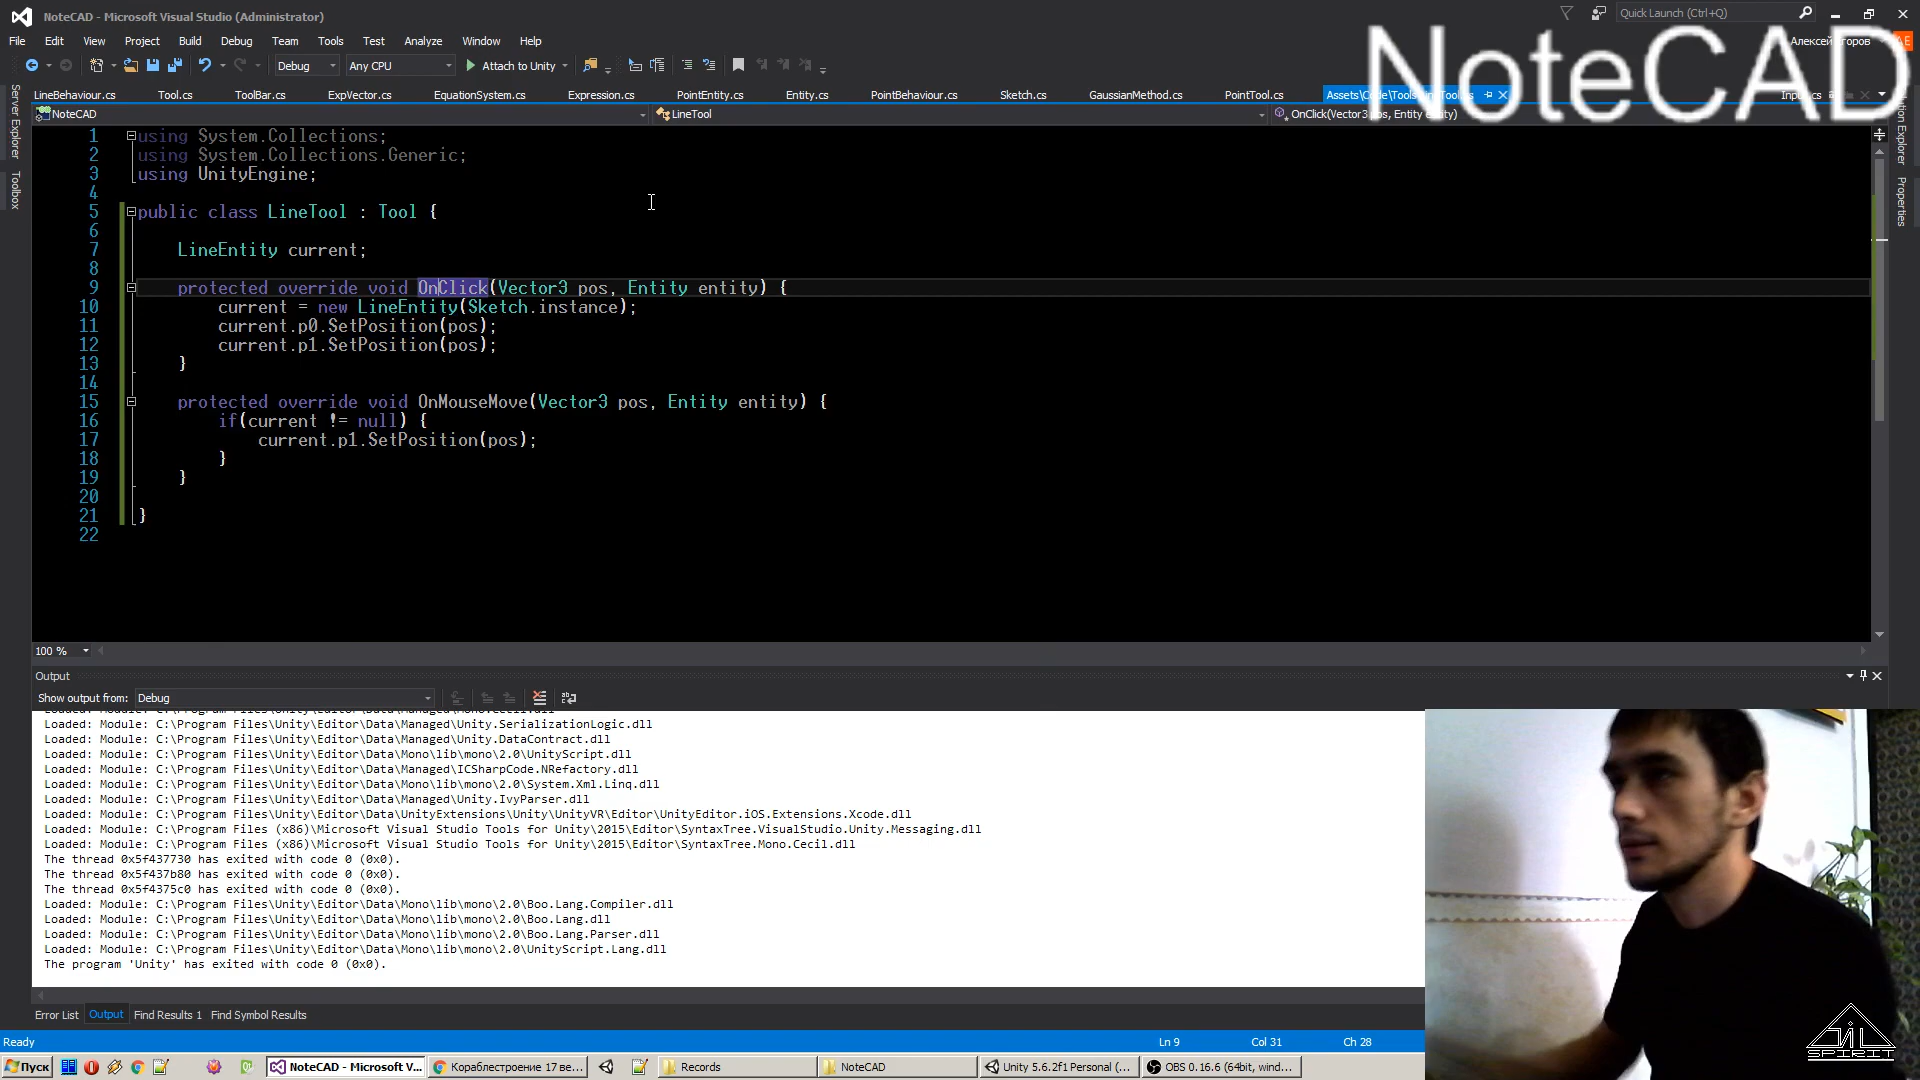 NoteCAD - Microsoft Visual Studio (Administrator)
Quick Launch (Ctrl+Q)
File Edit View Project Build Debug Team Tools Test Analyze Window Help
NoteCAD
Debug Any CPU Attach to Unity
LineBehaviour.cs Tool.cs ToolBar.cs ExpVector.cs EquationSystem.cs Expression.cs PointEntity.cs Entity.cs PointBehaviour.cs Sketch.cs GaussianMethod.cs PointTool.cs
NoteCAD LineTool OnClick(Vector3 pos, Entity entity)
Server Explorer
Toolbox
Properties
1 using System.Collections;
2 using System.Collections.Generic;
3 using UnityEngine;
4
5 public class LineTool : Tool {
6
7 LineEntity current;
8
9 protected override void OnClick(Vector3 pos, Entity entity) {
10 current = new LineEntity(Sketch.instance);
11 current.p0.SetPosition(pos);
12 current.p1.SetPosition(pos);
13 }
14
15 protected override void OnMouseMove(Vector3 pos, Entity entity) {
16 if(current != null) {
17 current.p1.SetPosition(pos);
18 }
19 }
20
21 }
22
100 %
Output
Show output from: Debug
Loaded: Module: C:\Program Files\Unity\Editor\Data\Managed\Unity.SerializationLogic.dll
Loaded: Module: C:\Program Files\Unity\Editor\Data\Managed\Unity.DataContract.dll
Loaded: Module: C:\Program Files\Unity\Editor\Data\Mono\lib\mono\2.0\UnityScript.dll
Loaded: Module: C:\Program Files\Unity\Editor\Data\Managed\ICSharpCode.NRefactory.dll
Loaded: Module: C:\Program Files\Unity\Editor\Data\Mono\lib\mono\2.0\System.Xml.Linq.dll
Loaded: Module: C:\Program Files\Unity\Editor\Data\Managed\Unity.IvyParser.dll
Loaded: Module: C:\Program Files\Unity\Editor\Data\UnityExtensions\Unity\UnityVR\Editor\UnityEditor.iOS.Extensions.Xcode.dll
Loaded: Module: C:\Program Files (x86)\Microsoft Visual Studio Tools for Unity\2015\Editor\SyntaxTree.VisualStudio.Unity.Messaging.dll
Loaded: Module: C:\Program Files (x86)\Microsoft Visual Studio Tools for Unity\2015\Editor\SyntaxTree.Mono.Cecil.dll
The thread 0x5f437730 has exited with code 0 (0x0).
The thread 0x5f437b80 has exited with code 0 (0x0).
The thread 0x5f4375c0 has exited with code 0 (0x0).
Loaded: Module: C:\Program Files\Unity\Editor\Data\Mono\lib\mono\2.0\Boo.Lang.Compiler.dll
Loaded: Module: C:\Program Files\Unity\Editor\Data\Mono\lib\mono\2.0\Boo.Lang.dll
Loaded: Module: C:\Program Files\Unity\Editor\Data\Mono\lib\mono\2.0\Boo.Lang.Parser.dll
Loaded: Module: C:\Program Files\Unity\Editor\Data\Mono\lib\mono\2.0\UnityScript.Lang.dll
The program 'Unity' has exited with code 0 (0x0).
Error List Output Find Results 1 Find Symbol Results
Ready Ln 9 Col 31 Ch 28
SPIRIT
Пуск NoteCAD - Microsoft V... Кораблестроение 17 ве... Records NoteCAD Unity 5.6.2f1 Personal (... OBS 0.16.6 (64bit, wind...